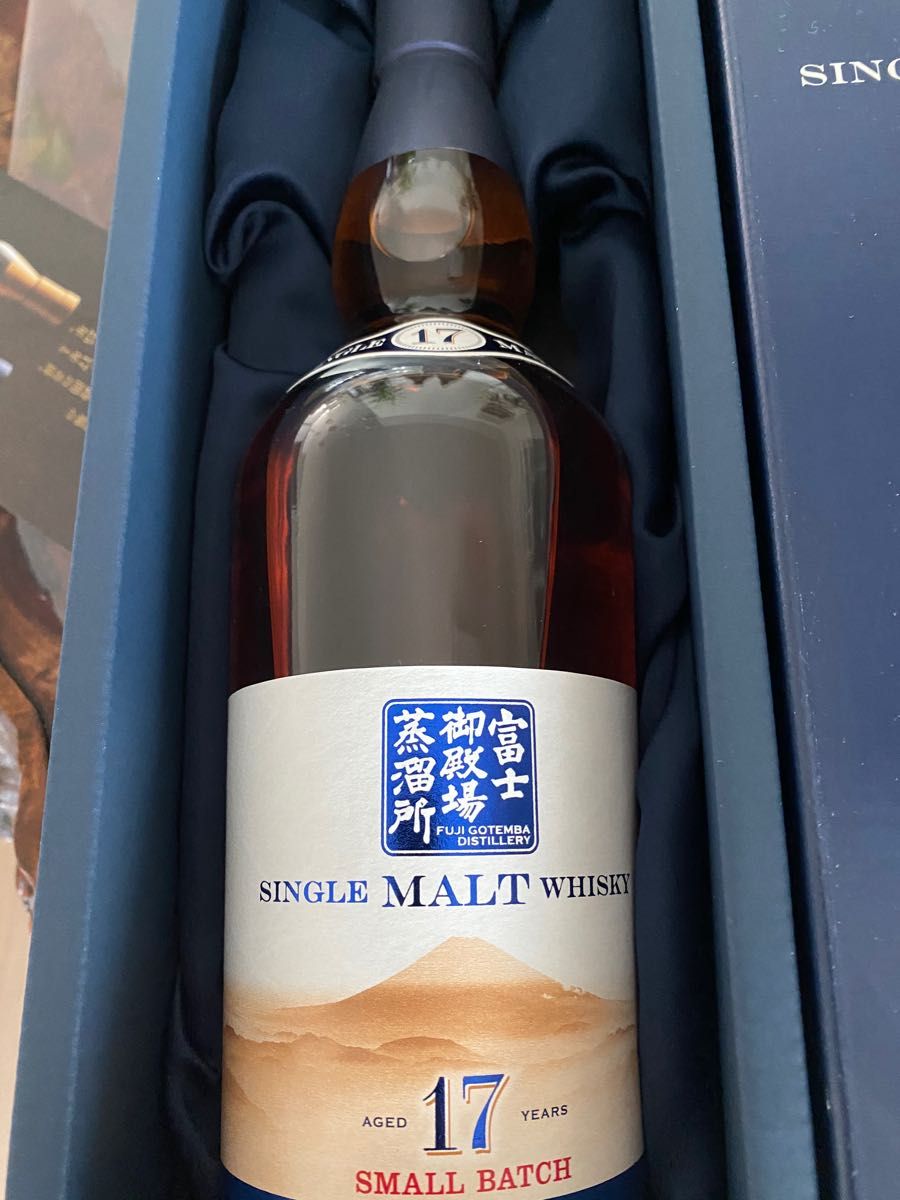 SING
17
富士
御殿場
蒸溜所
FUJI GOTEMBA
DISTILLERY
SINGLE MALT WHISKY
AGED 17 YEARS
SMALL BATCH